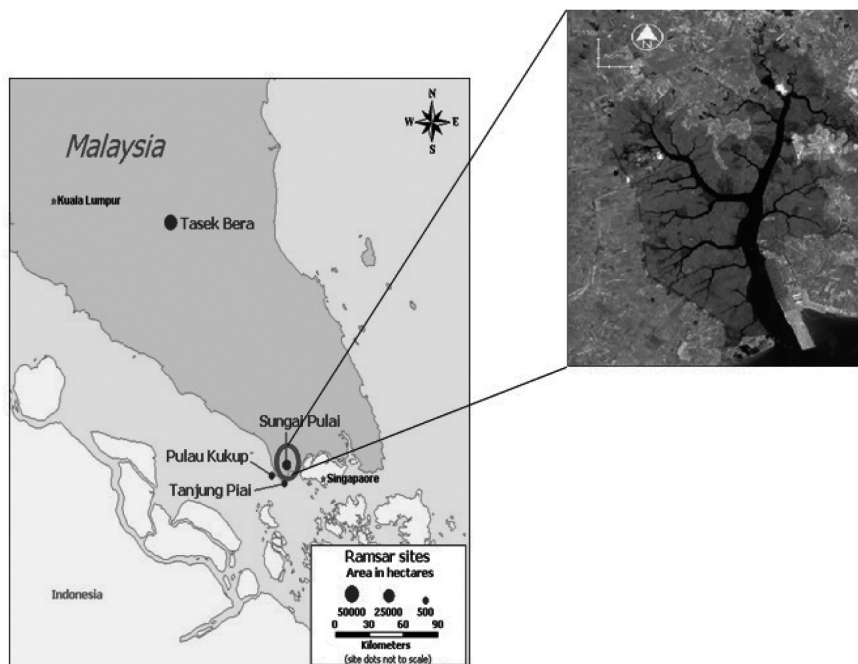 N
W E
S
Malaysia
Kuala Lumpur
Tasek Bera
Sungai Pulai
Pulau Kukup
Singapaore
Tanjung Piai
Indonesia
Ramsar sites
Area in hectares
50000 25000 500
0 30 60 90
Kilometers
(site dots not to scale)
N